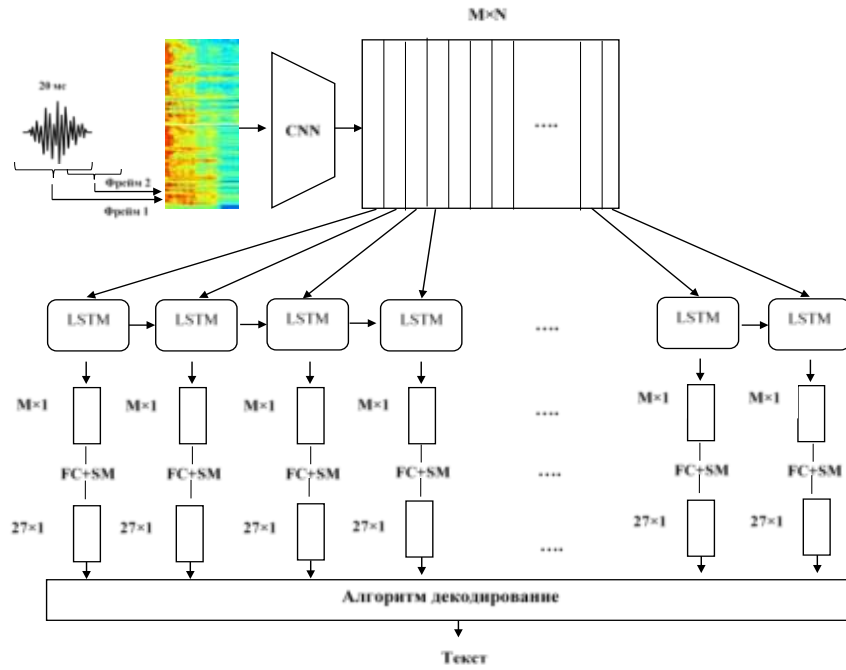 M×N
20 мс
CNN
....
Фрейм 2
Фрейм 1
LSTM LSTM LSTM LSTM .... LSTM LSTM
M×1 M×1 M×1 M×1 .... M×1 M×1
FC+SM FC+SM FC+SM FC+SM .... FC+SM FC+SM
27×1 27×1 27×1 27×1 .... 27×1 27×1
Алгоритм декодирование
Текст